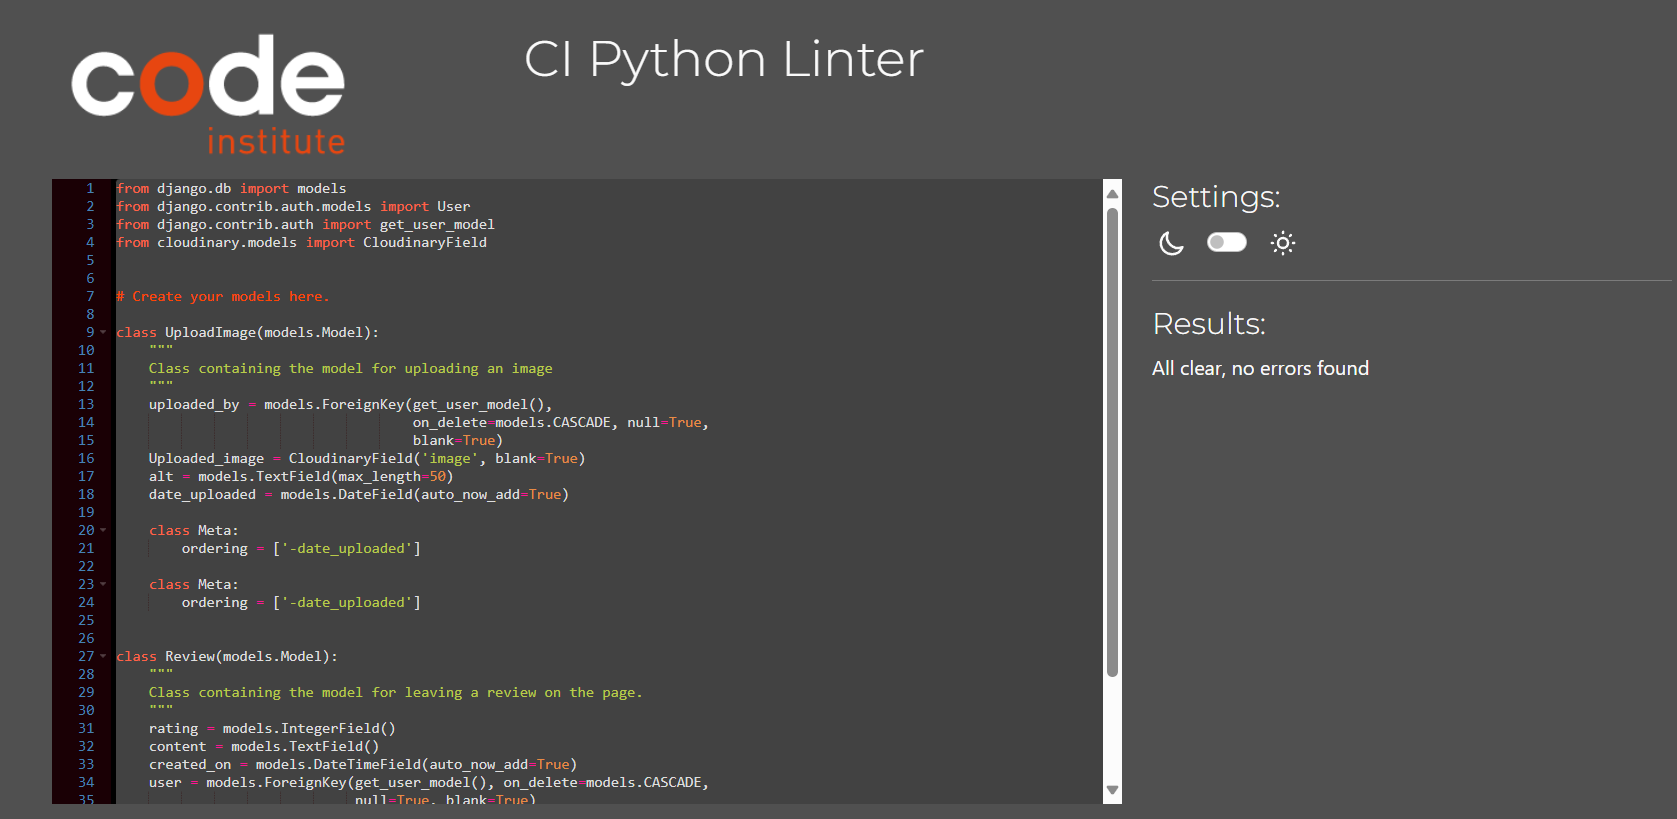 code
institute
CI Python Linter
1 from django.db import models
2 from django.contrib.auth.models import User
3 from django.contrib.auth import get_user_model
4 from cloudinary.models import CloudinaryField
5
6
7 # Create your models here.
8
9 class UploadImage(models.Model):
10 """
11 Class containing the model for uploading an image
12 """
13 uploaded_by = models.ForeignKey(get_user_model(),
14 on_delete=models.CASCADE, null=True,
15 blank=True)
16 Uploaded_image = CloudinaryField('image', blank=True)
17 alt = models.TextField(max_length=50)
18 date_uploaded = models.DateField(auto_now_add=True)
19
20 class Meta:
21 ordering = ['-date_uploaded']
22
23 class Meta:
24 ordering = ['-date_uploaded']
25
26
27 class Review(models.Model):
28 """
29 Class containing the model for leaving a review on the page.
30 """
31 rating = models.IntegerField()
32 content = models.TextField()
33 created_on = models.DateTimeField(auto_now_add=True)
34 user = models.ForeignKey(get_user_model(), on_delete=models.CASCADE,
35 null=True, blank=True)
Settings:
Results:
All clear, no errors found